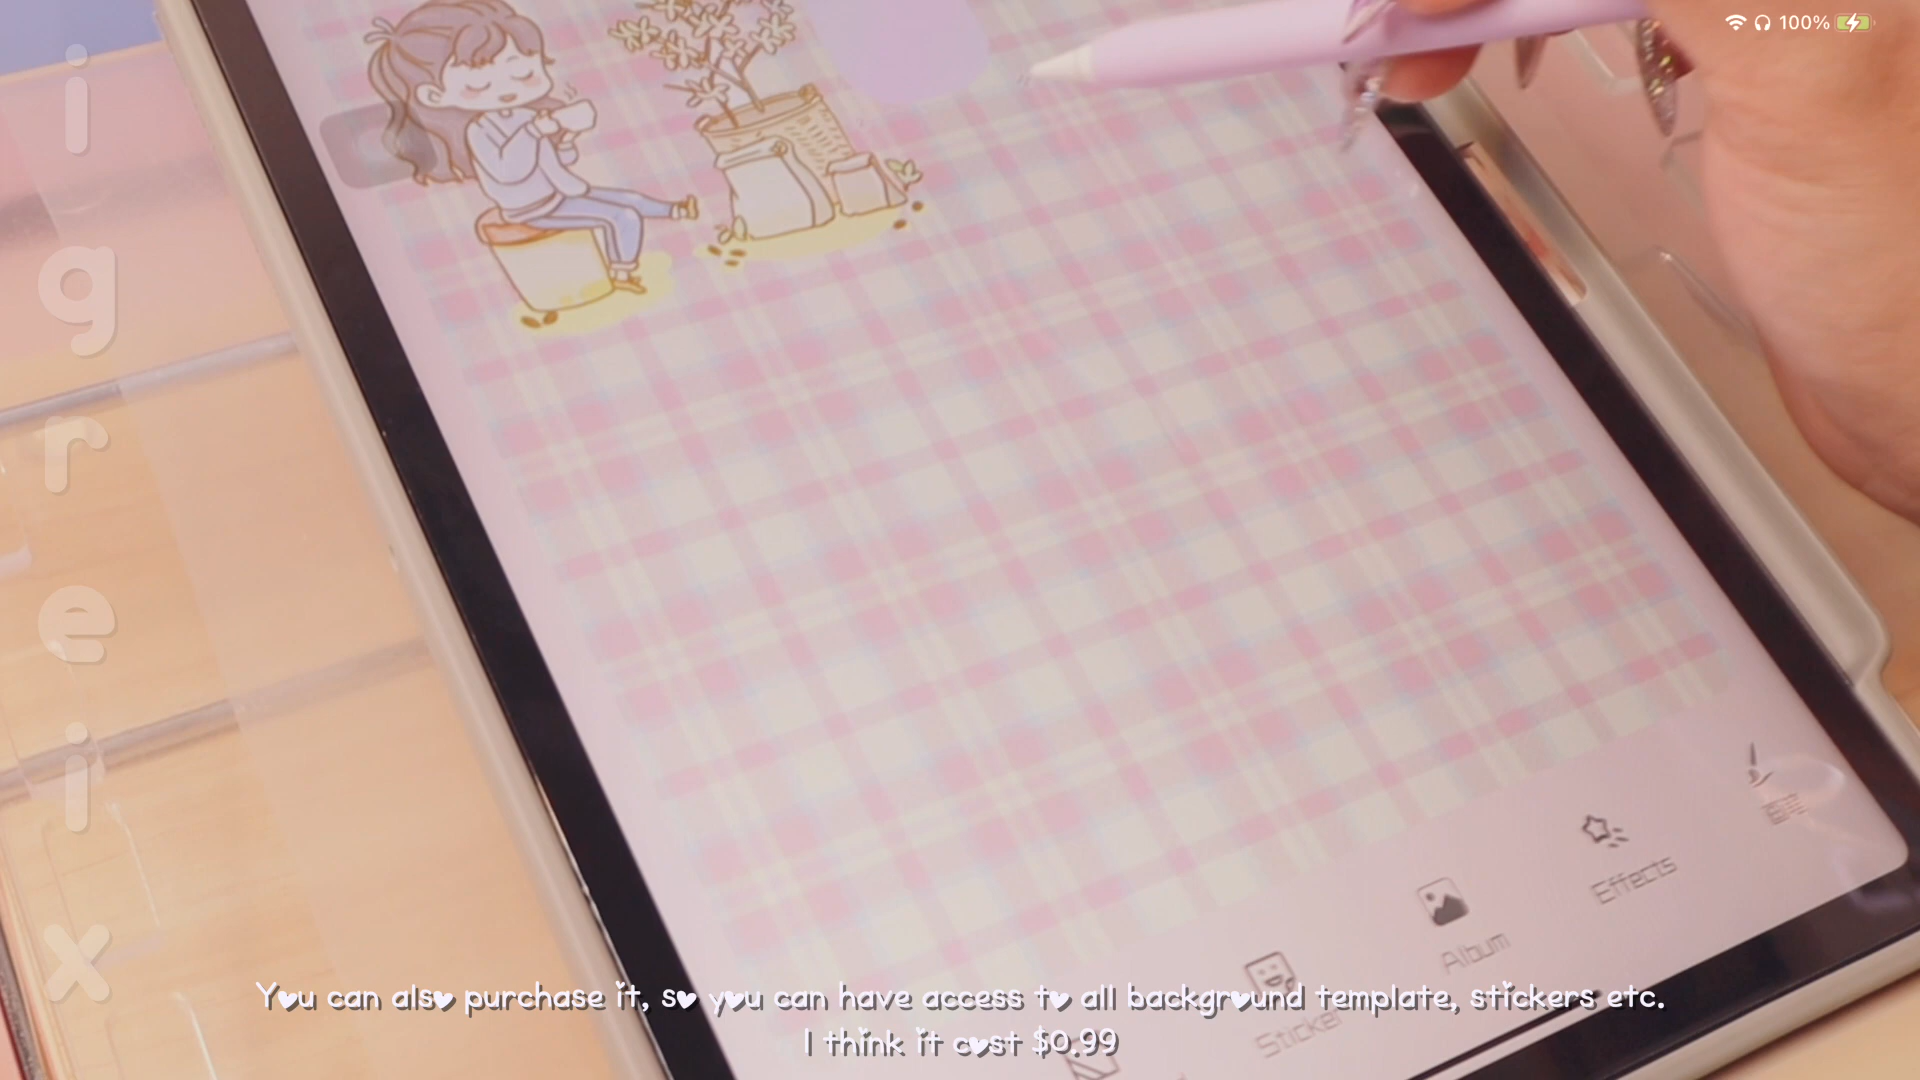 100%
igreix
Effects
Album
Sticker
You can also purchase it, so you can have access to all background template, stickers etc.
I think it cost $0.99